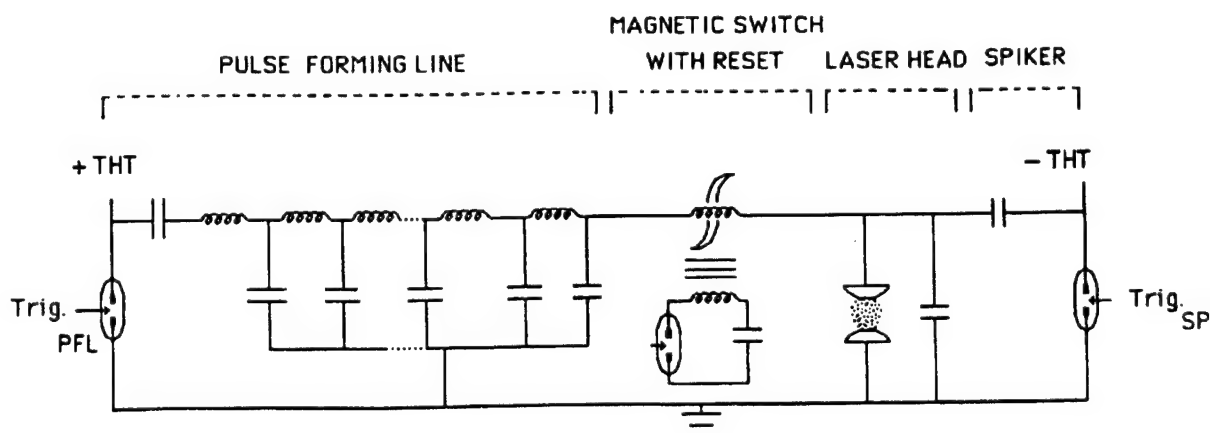 MAGNETIC SWITCH
PULSE FORMING LINE WITH RESET LASER HEAD SPIKER
+ THT - THT
Trig. Trig.
PFL SP